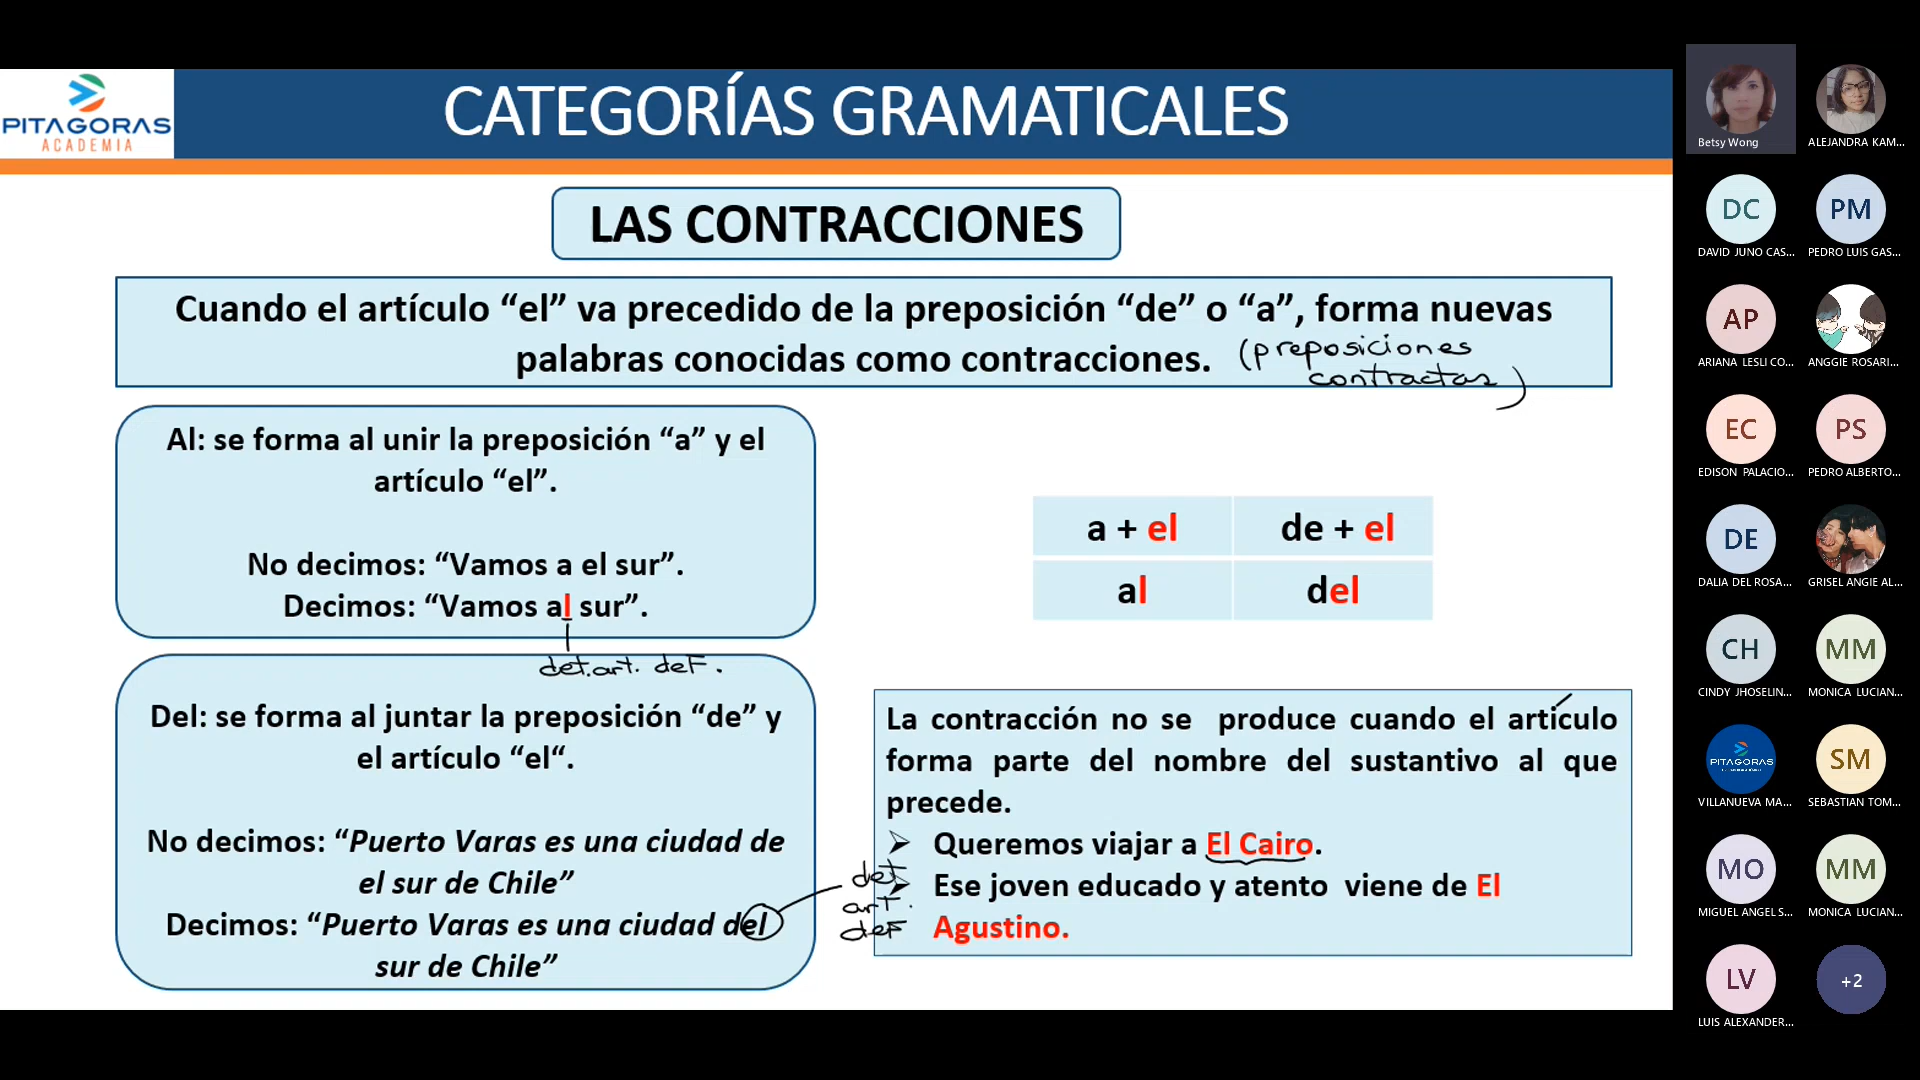 PITAGORAS
ACADEMIA
CATEGORÍAS GRAMATICALES
LAS CONTRACCIONES
Cuando el artículo “el” va precedido de la preposición “de” o “a”, forma nuevas
palabras conocidas como contracciones.
(preposiciones
contractas)
Al: se forma al unir la preposición “a” y el
artículo “el”.
No decimos: “Vamos a el sur”.
Decimos: “Vamos al sur”.
det. art. def.
Del: se forma al juntar la preposición “de” y
el artículo “el“.
No decimos: “Puerto Varas es una ciudad de
el sur de Chile”
Decimos: “Puerto Varas es una ciudad del
sur de Chile”
det
art.
def
a + el
de + el
al
del
La contracción no se produce cuando el artículo
forma parte del nombre del sustantivo al que
precede.
Queremos viajar a El Cairo.
Ese joven educado y atento viene de El
Agustino.
Betsy Wong
ALEJANDRA KAM...
DC
DAVID JUNO CAS...
PM
PEDRO LUIS GAS...
AP
ARIANA LESLI CO...
ANGGIE ROSARI...
EC
EDISON PALACIO...
PS
PEDRO ALBERTO...
DE
DALIA DEL ROSA...
GRISEL ANGIE AL...
CH
CINDY JHOSELIN...
MM
MONICA LUCIAN...
PITAGORAS
VILLANUEVA MA...
SM
SEBASTIAN TOM...
MO
MIGUEL ANGEL S...
MM
MONICA LUCIAN...
LV
LUIS ALEXANDER...
+2